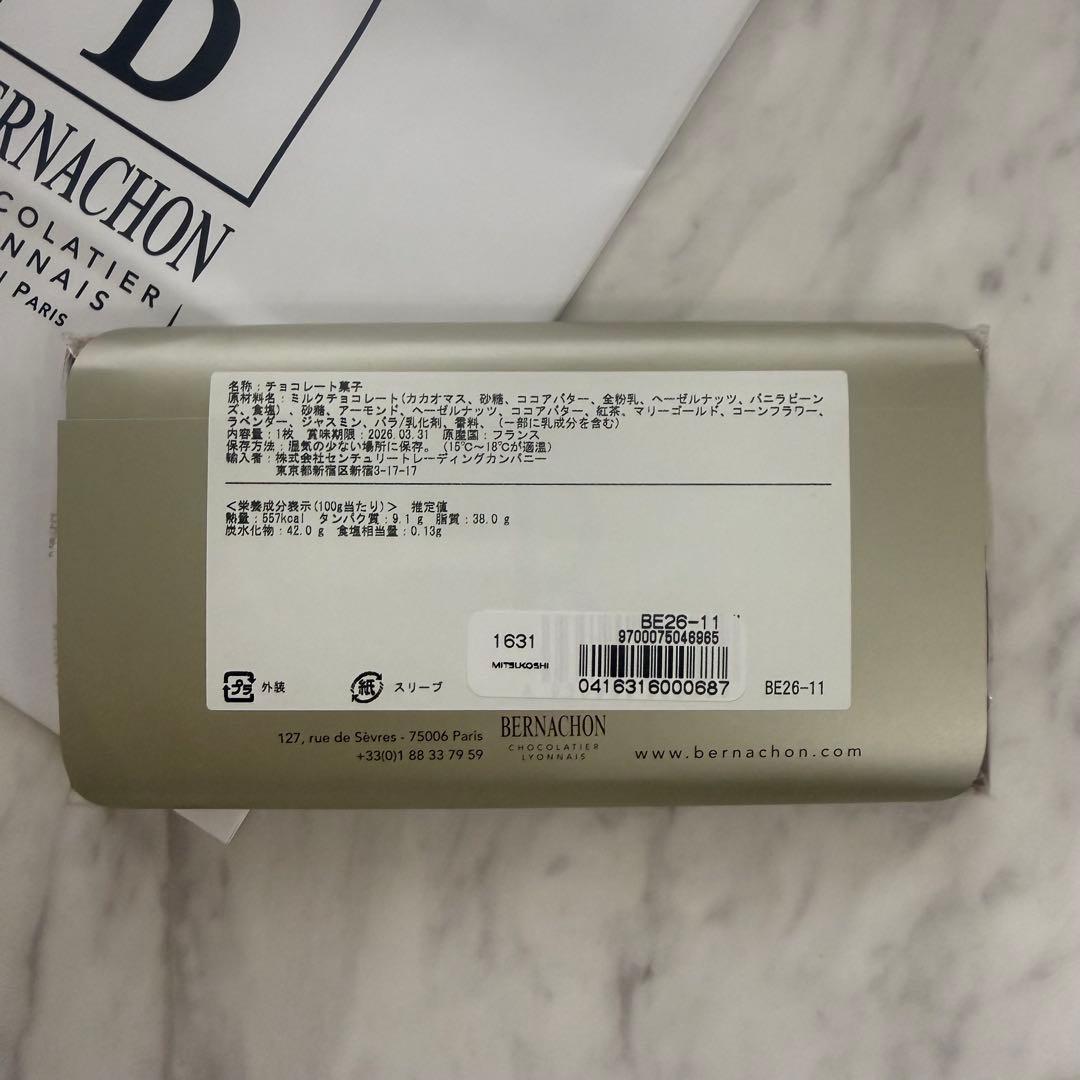 D
ERNACHON
COLATIER
NNAIS
PARIS
名称：チョコレート菓子
原材料名：ミルクチョコレート(カカオマス、砂糖、ココアバター、全粉乳、ヘーゼルナッツ、バニラビーン
ズ、食塩）、砂糖、アーモンド、ヘーゼルナッツ、ココアバター、紅茶、マリーゴールド、コーンフラワー、
ラベンダー、ジャスミン、バラ/乳化剤、香料、（一部に乳成分を含む）
内容量：1枚　賞味期限：2026.03.31　原産国：フランス
保存方法：湿気の少ない場所に保存。（15℃～18℃が適温）
輸入者：株式会社センチュリートレーディングカンパニー
東京都新宿区新宿3-17-17
＜栄養成分表示(100g当たり)＞　推定値
熱量：557kcal　タンパク質：9.1 g　脂質：38.0 g
炭水化物：42.0 g　食塩相当量：0.13g
BE26-11
1631
9700075046965
MITSUKOSHI
0416316000687
プラ 外装
紙 スリーブ
BE26-11
127, rue de Sèvres - 75006 Paris
+33(0)1 88 33 79 59
BERNACHON
CHOCOLATIER
LYONNAIS
www.bernachon.com